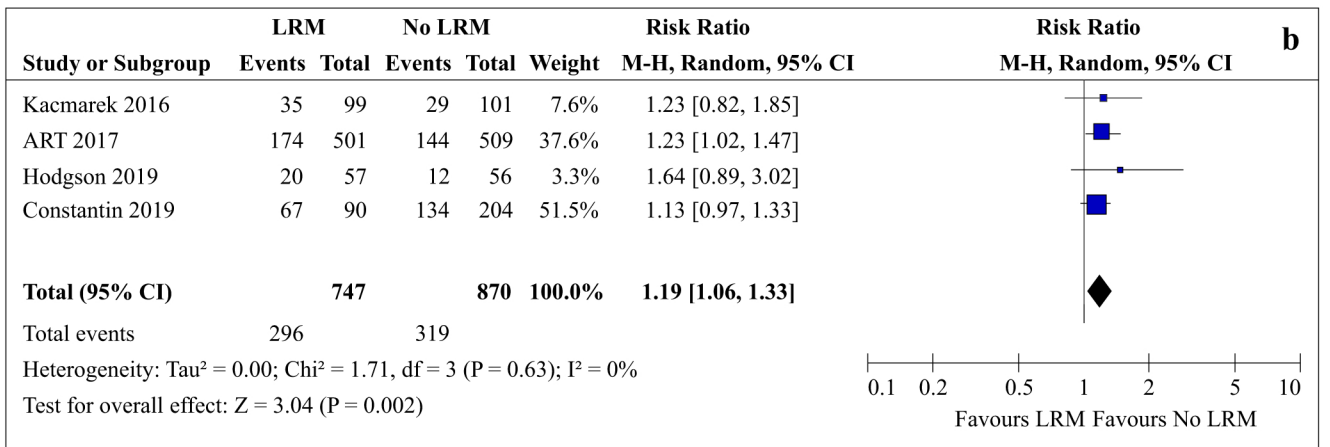 LRM No LRM Risk Ratio Risk Ratio b
Study or Subgroup Events Total Events Total Weight M-H, Random, 95% CI M-H, Random, 95% CI
Kacmarek 2016 35 99 29 101 7.6% 1.23 [0.82, 1.85]
ART 2017 174 501 144 509 37.6% 1.23 [1.02, 1.47]
Hodgson 2019 20 57 12 56 3.3% 1.64 [0.89, 3.02]
Constantin 2019 67 90 134 204 51.5% 1.13 [0.97, 1.33]
Total (95% CI) 747 870 100.0% 1.19 [1.06, 1.33]
Total events 296 319
Heterogeneity: Tau² = 0.00; Chi² = 1.71, df = 3 (P = 0.63); I² = 0%
Test for overall effect: Z = 3.04 (P = 0.002)
0.1 0.2 0.5 1 2 5 10
Favours LRM Favours No LRM